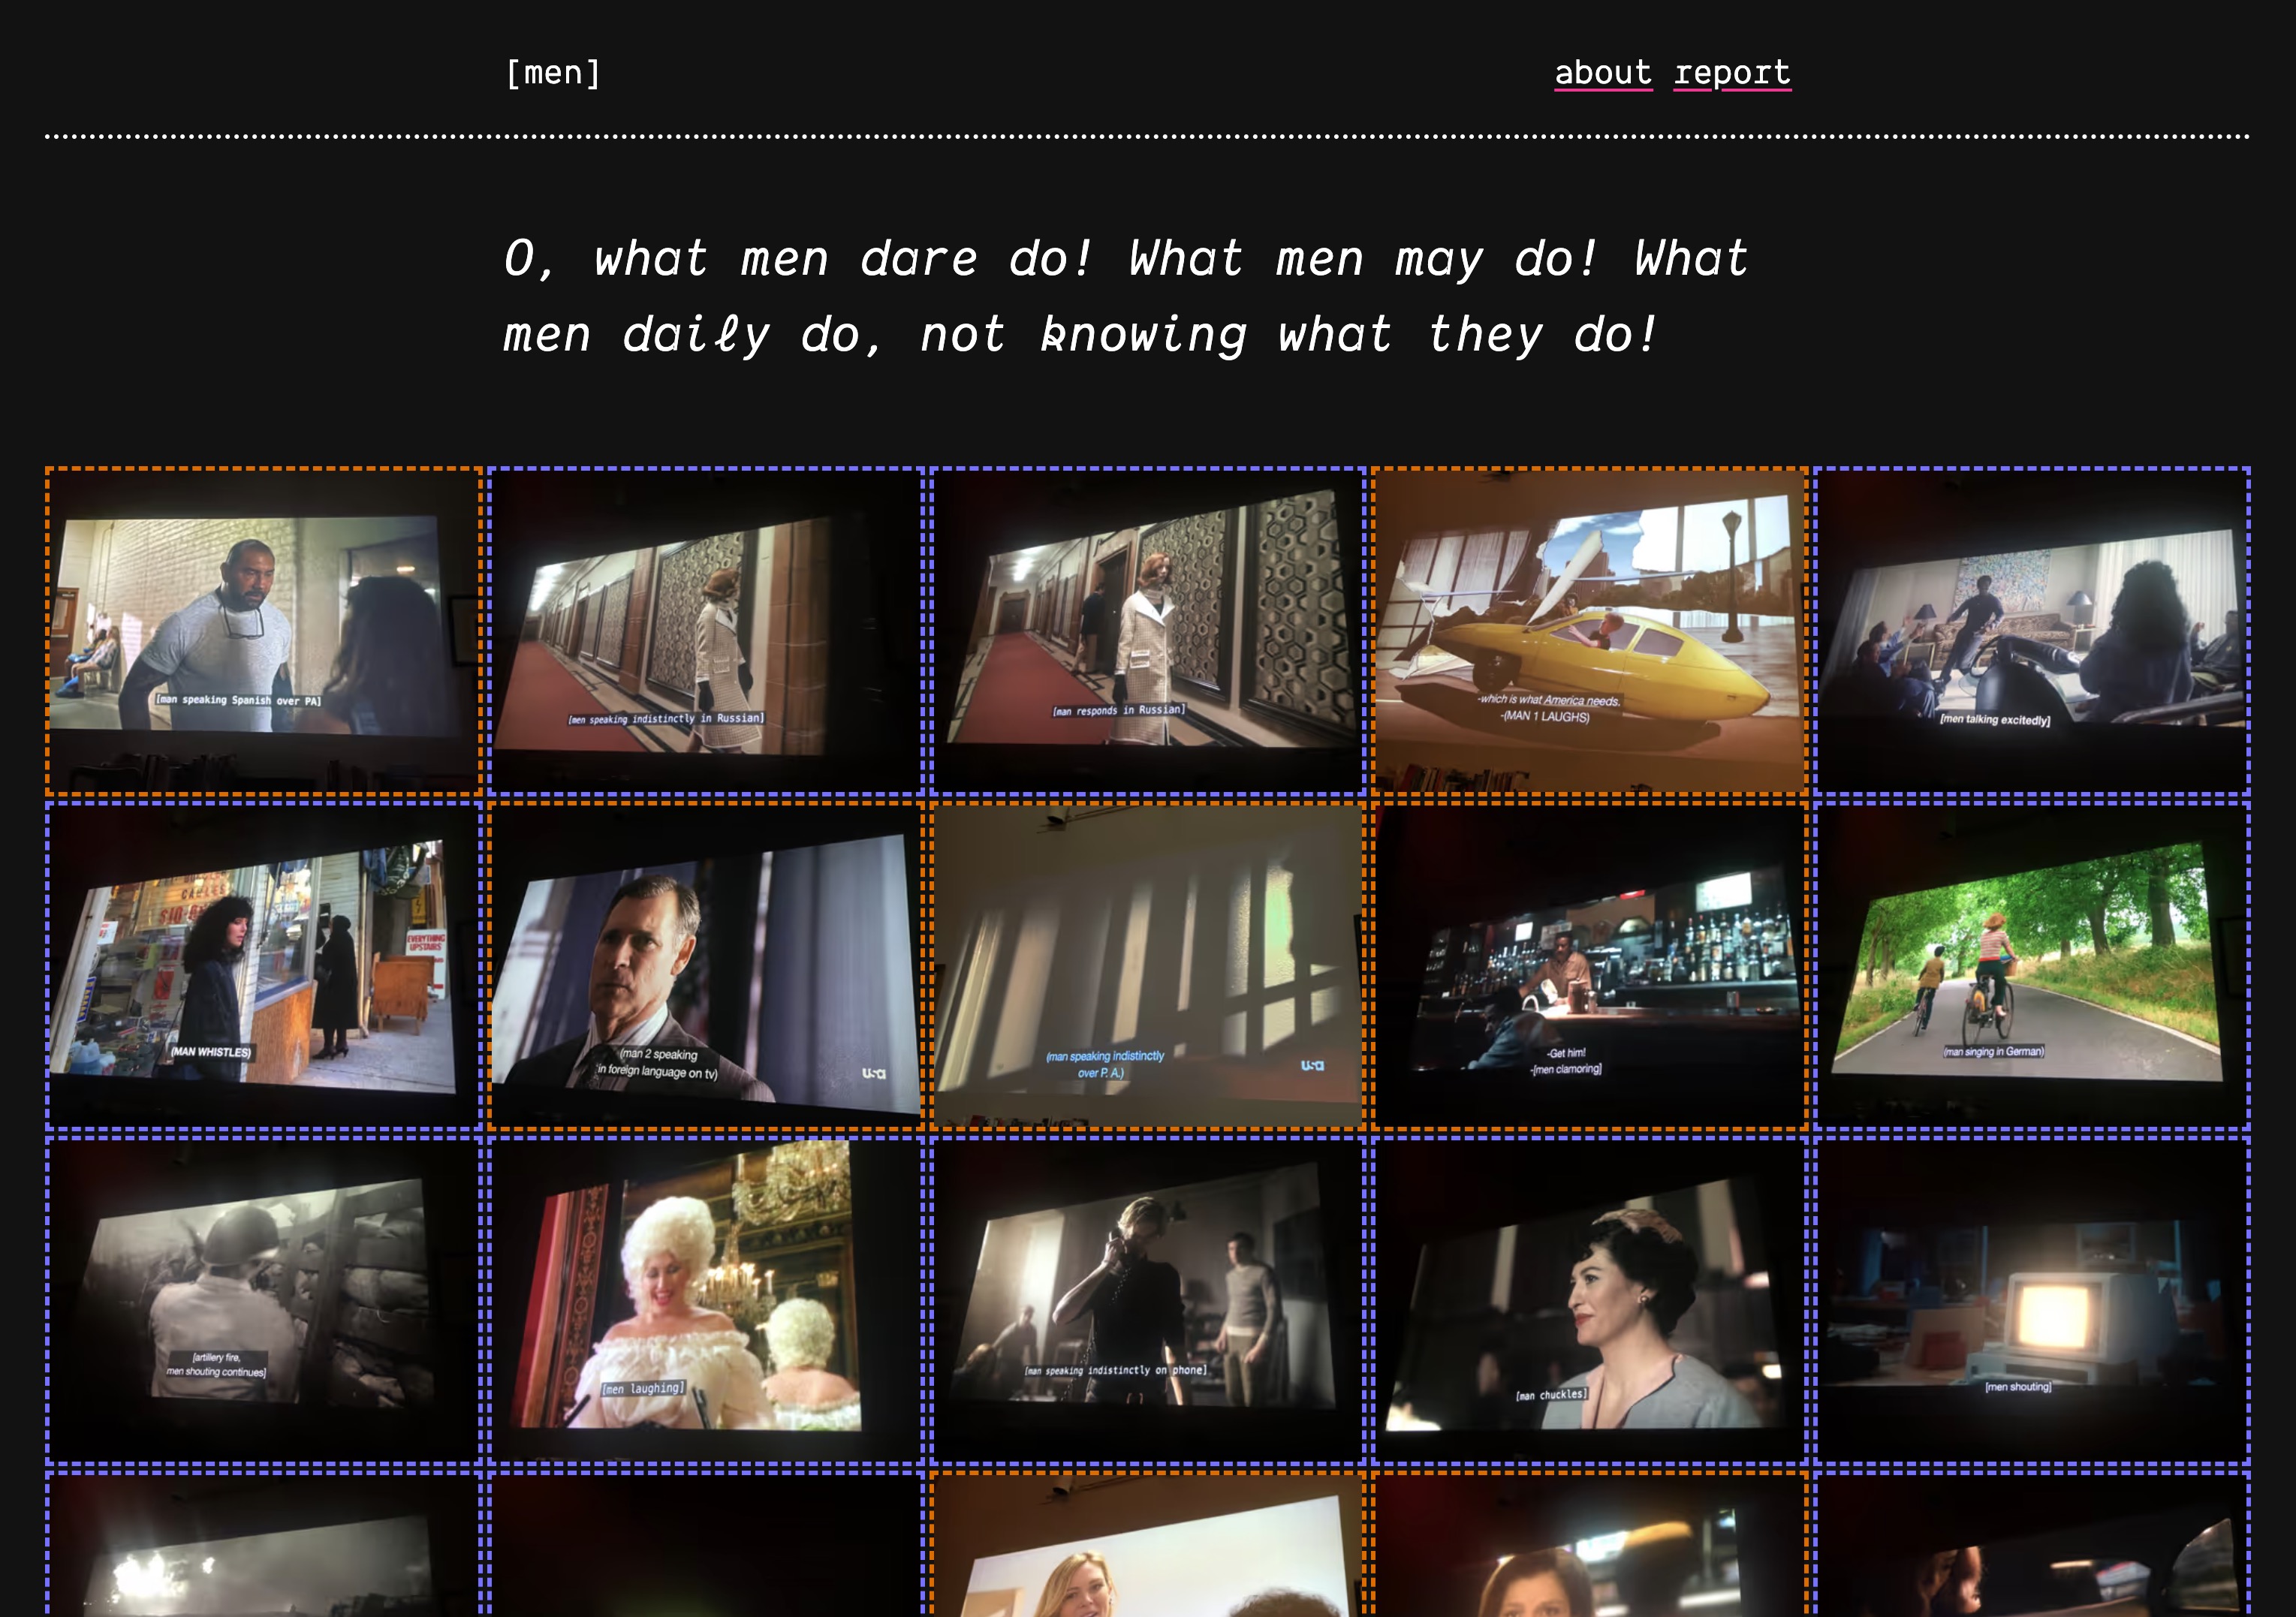 [men]
about report
O, what men dare do! What men may do! What
men daily do, not knowing what they do!
[man speaking Spanish over PA]
[men speaking indistinctly in Russian]
[man responds in Russian]
-which is what America needs.
-(MAN 1 LAUGHS)
[men talking excitedly]
EVERYTHING
UPSTAIRS
(MAN WHISTLES)
(man 2 speaking
in foreign language on tv)
usa
(man speaking indistinctly
over P. A.)
usa
-Get him!
-[men clamoring]
(man singing in German)
[artillery fire,
men shouting continues]
[men laughing]
[man speaking indistinctly on phone]
[man chuckles]
[men shouting]